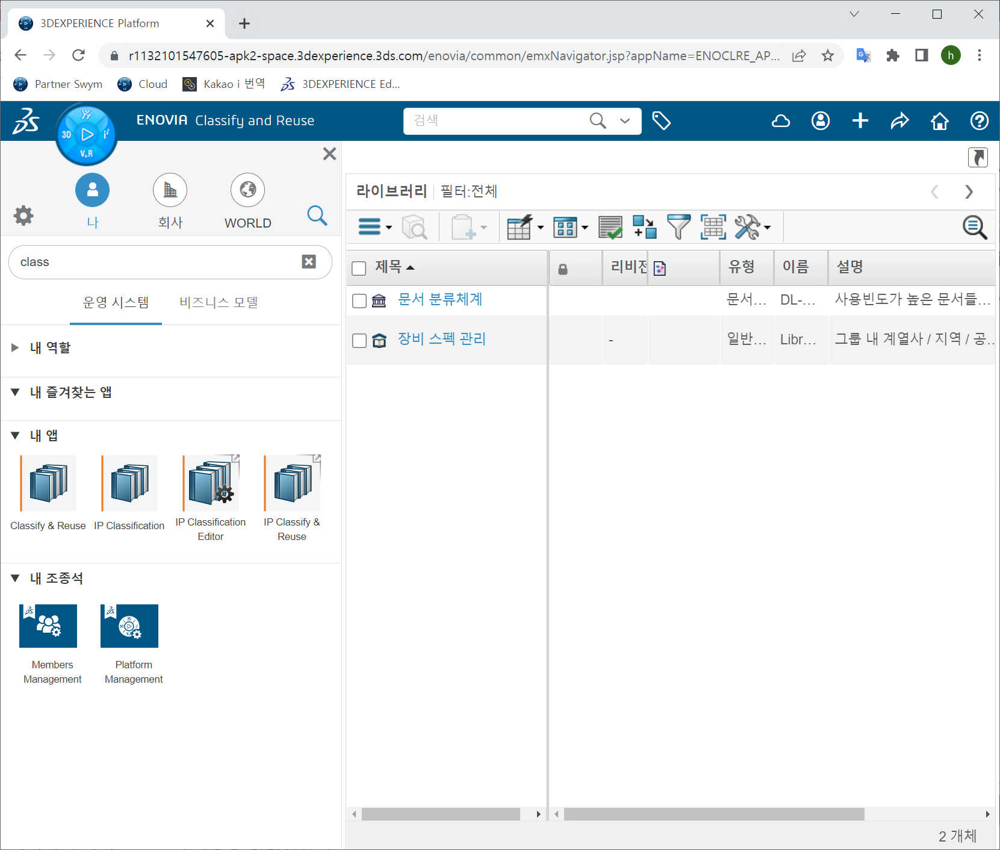 3DEXPERIENCE Platform
r1132101547605-apk2-space.3dexperience.3ds.com/enovia/common/emxNavigator.jsp?appName=ENOCLRE_AP...
h
Partner Swym
Cloud
Kakao i 번역
3DEXPERIENCE Ed...
3D
V.R
ENOVIA Classify and Reuse
검색
나
회사
WORLD
class
운영 시스템
비즈니스 모델
내 역할
내 즐겨찾는 앱
내 앱
Classify & Reuse
IP Classification
IP Classification
Editor
IP Classify &
Reuse
내 조종석
Members
Management
Platform
Management
라이브러리
필터:전체
제목
리비전
유형
이름
설명
문서 분류체계
문서...
DL-...
사용빈도가 높은 문서들...
장비 스펙 관리
-
일반...
Libr...
그룹 내 계열사 / 지역 / 공...
2 개체